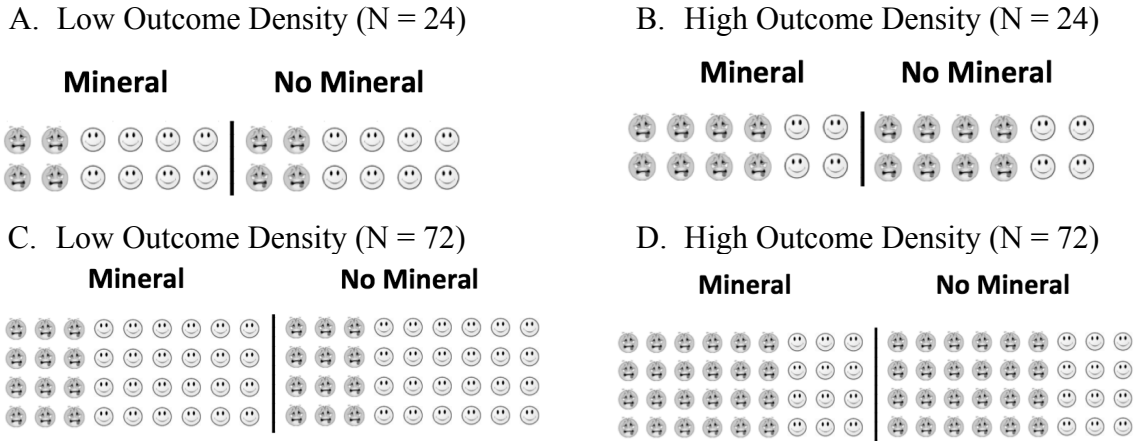 A. Low Outcome Density (N = 24)
Mineral No Mineral
B. High Outcome Density (N = 24)
Mineral No Mineral
C. Low Outcome Density (N = 72)
Mineral No Mineral
D. High Outcome Density (N = 72)
Mineral No Mineral